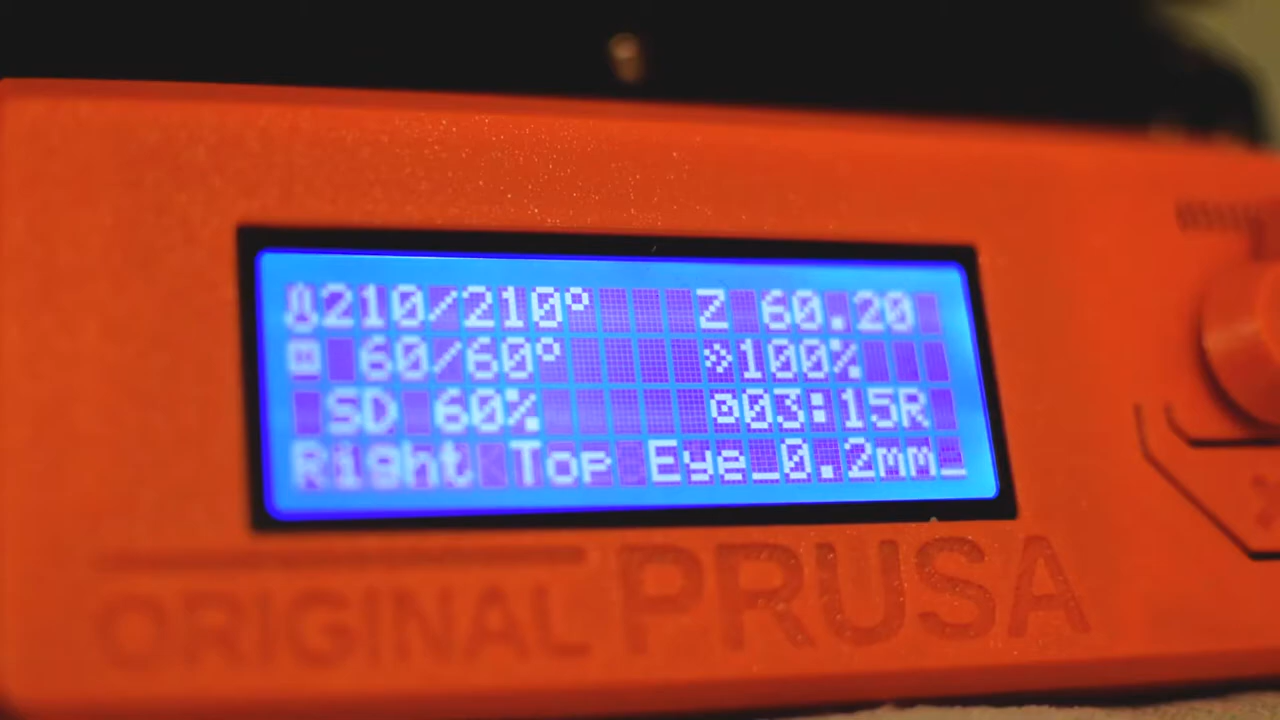 210/210° Z 60.20
60/60° 100%
SD 60% 03:15R
Right Top Eye_0.2mm_
ORIGINAL PRUSA